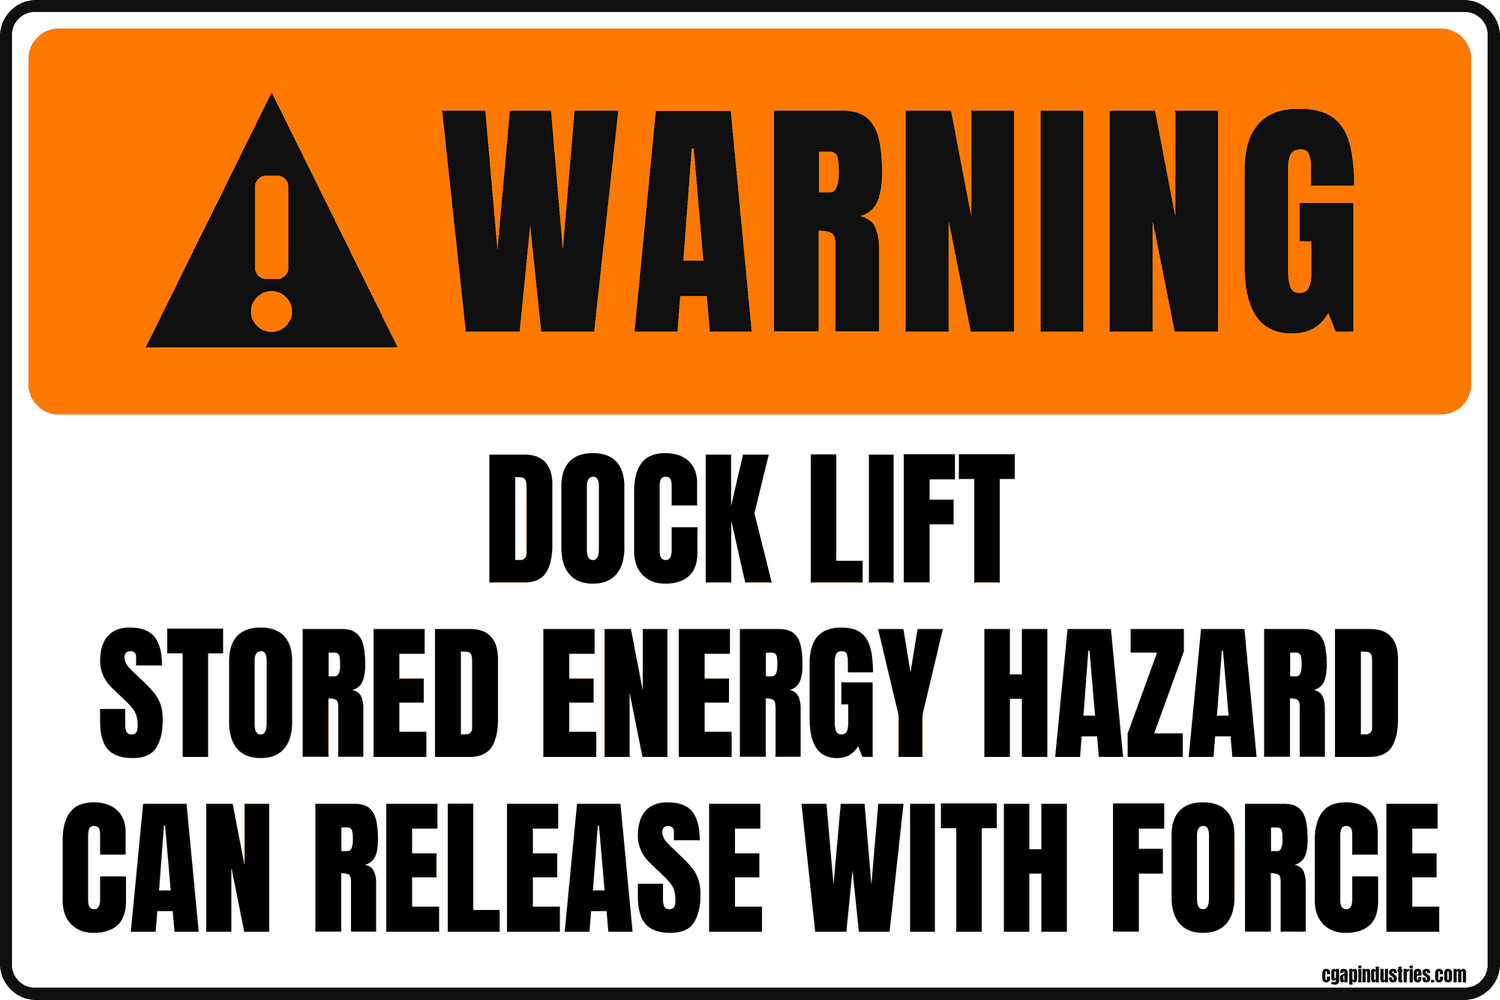 WARNING
DOCK LIFT
STORED ENERGY HAZARD
CAN RELEASE WITH FORCE
cgapindustries.com